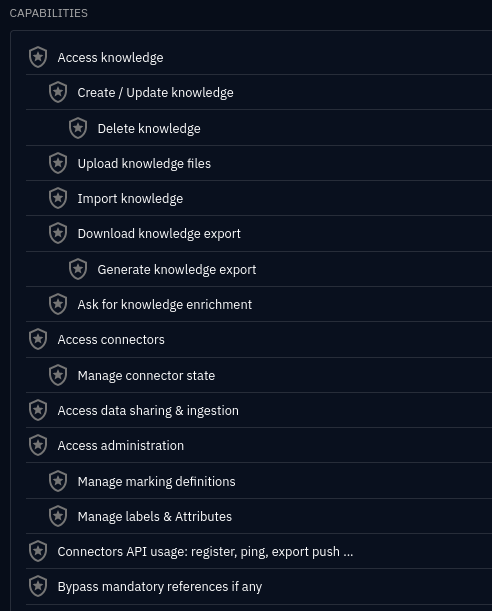 CAPABILITIES
Access knowledge
Create / Update knowledge
Delete knowledge
Upload knowledge files
Import knowledge
Download knowledge export
Generate knowledge export
Ask for knowledge enrichment
Access connectors
Manage connector state
Access data sharing & ingestion
Access administration
Manage marking definitions
Manage labels & Attributes
Connectors API usage: register, ping, export push ...
Bypass mandatory references if any